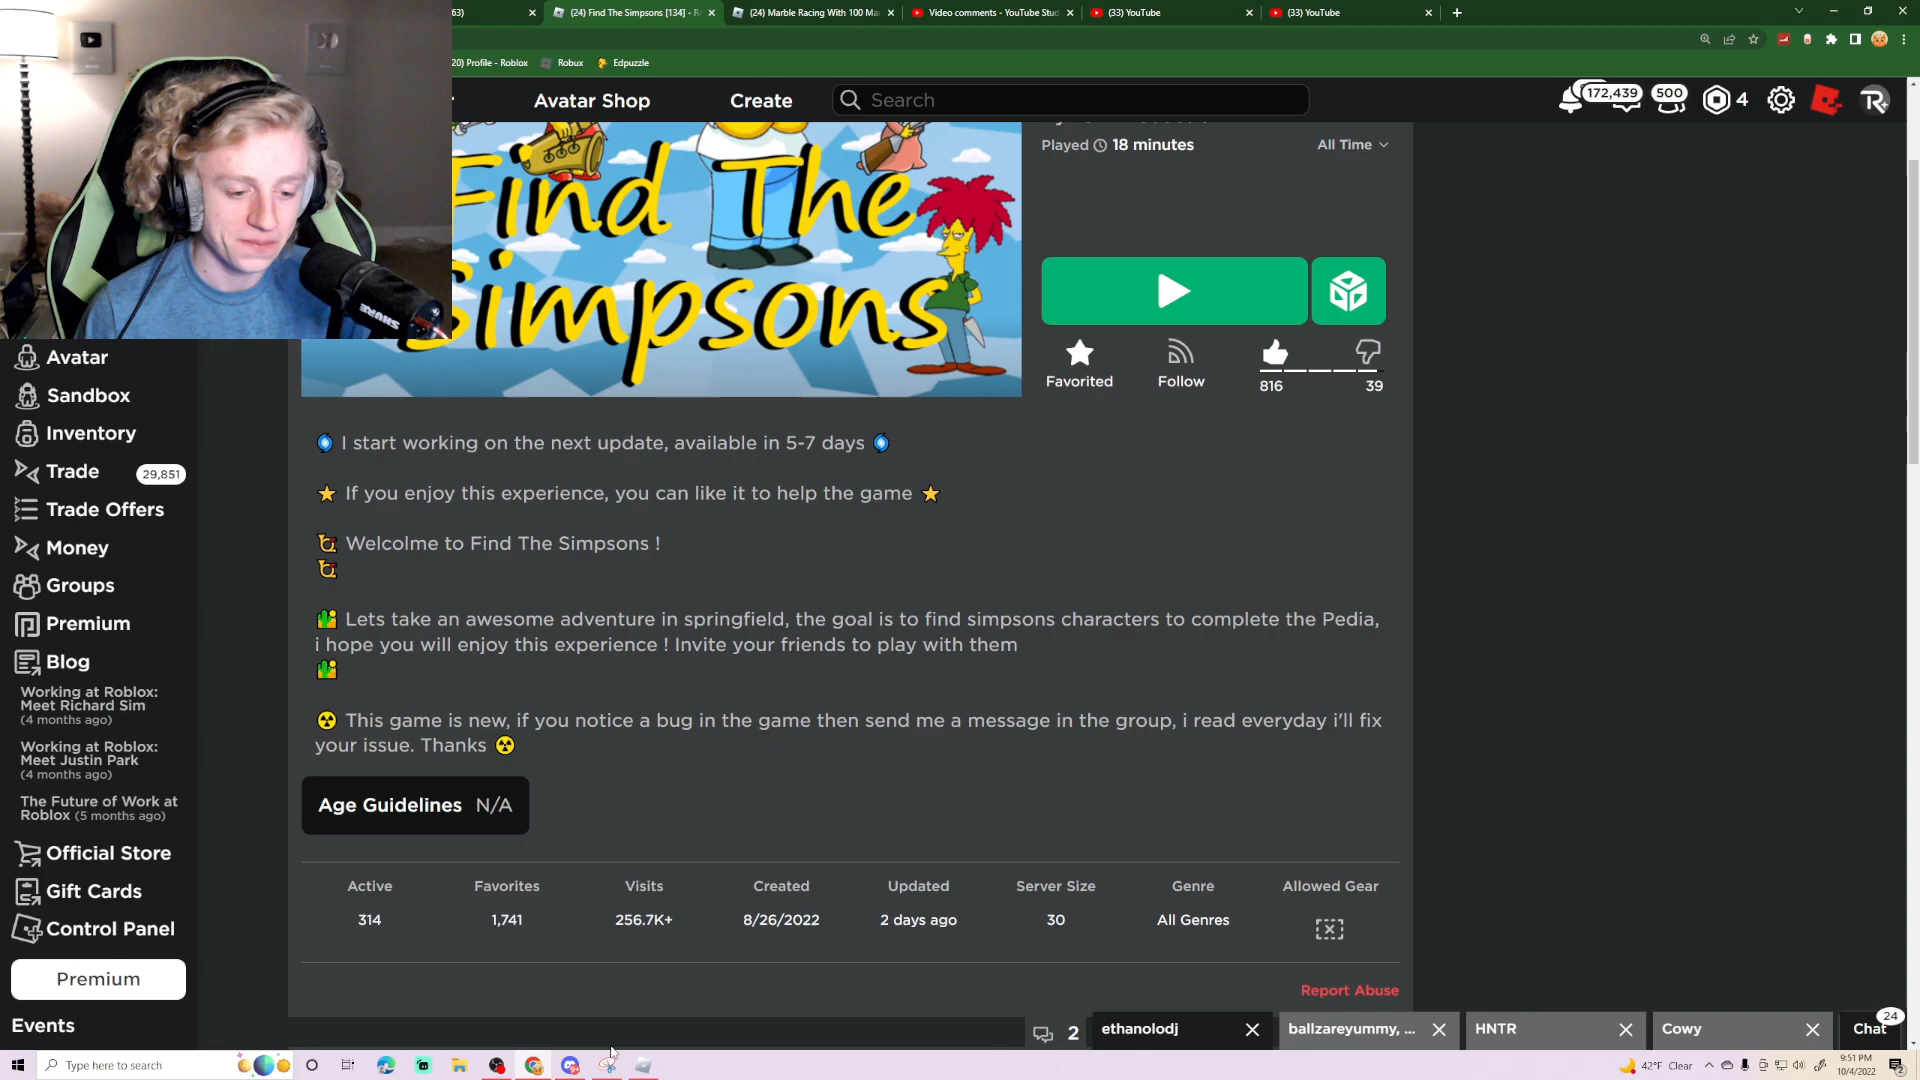 63)
(24) Find The Simpsons [134] - R
(24) Marble Racing With 100 Ma
Video comments - YouTube Stud
(33) YouTube
(33) YouTube
20) Profile - Roblox
Robux
Edpuzzle
Avatar Shop
Create
Search
172,439
500
4
Find The
Simpsons
Played 18 minutes
All Time
Favorited
Follow
816
39
SHURE
Avatar
Sandbox
Inventory
Trade
29,851
Trade Offers
Money
Groups
Premium
Blog
Working at Roblox:
Meet Richard Sim
(4 months ago)
Working at Roblox:
Meet Justin Park
(4 months ago)
The Future of Work at
Roblox (5 months ago)
Official Store
Gift Cards
Control Panel
Premium
Events
I start working on the next update, available in 5-7 days
If you enjoy this experience, you can like it to help the game
Welcolme to Find The Simpsons !
Lets take an awesome adventure in springfield, the goal is to find simpsons characters to complete the Pedia,
i hope you will enjoy this experience ! Invite your friends to play with them
This game is new, if you notice a bug in the game then send me a message in the group, i read everyday i'll fix
your issue. Thanks
Age Guidelines N/A
Active
Favorites
Visits
Created
Updated
Server Size
Genre
Allowed Gear
314
1,741
256.7K+
8/26/2022
2 days ago
30
All Genres
Report Abuse
2
ethanolodj
ballzareyummy, ...
HNTR
Cowy
Chat
24
Type here to search
42°F Clear
9:51 PM
10/4/2022
2